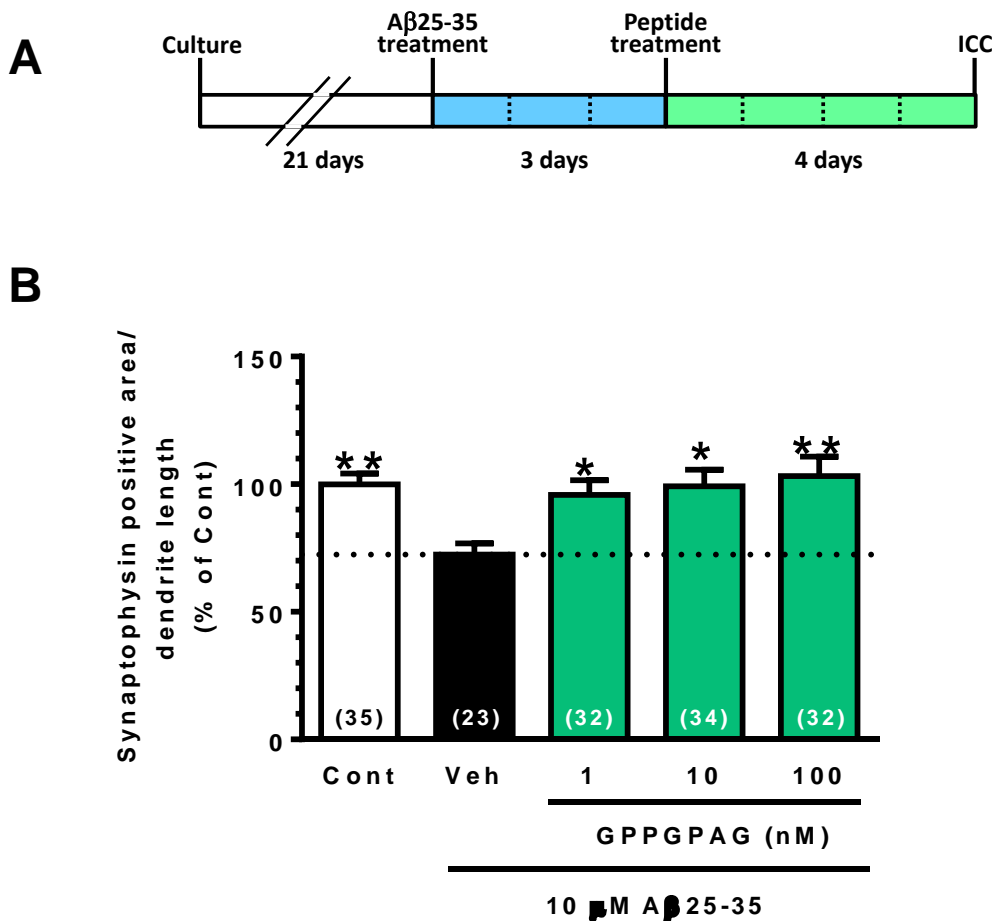 A
Culture
Aβ25-35
treatment
Peptide
treatment
ICC
21 days
3 days
4 days
B
Synaptophysin positive area/
dendrite length
(% of Cont)
150
100
50
0
**
*
*
**
(35)
(23)
(32)
(34)
(32)
Cont
Veh
1
10
100
GPPGPAG (nM)
10 μM Aβ25-35